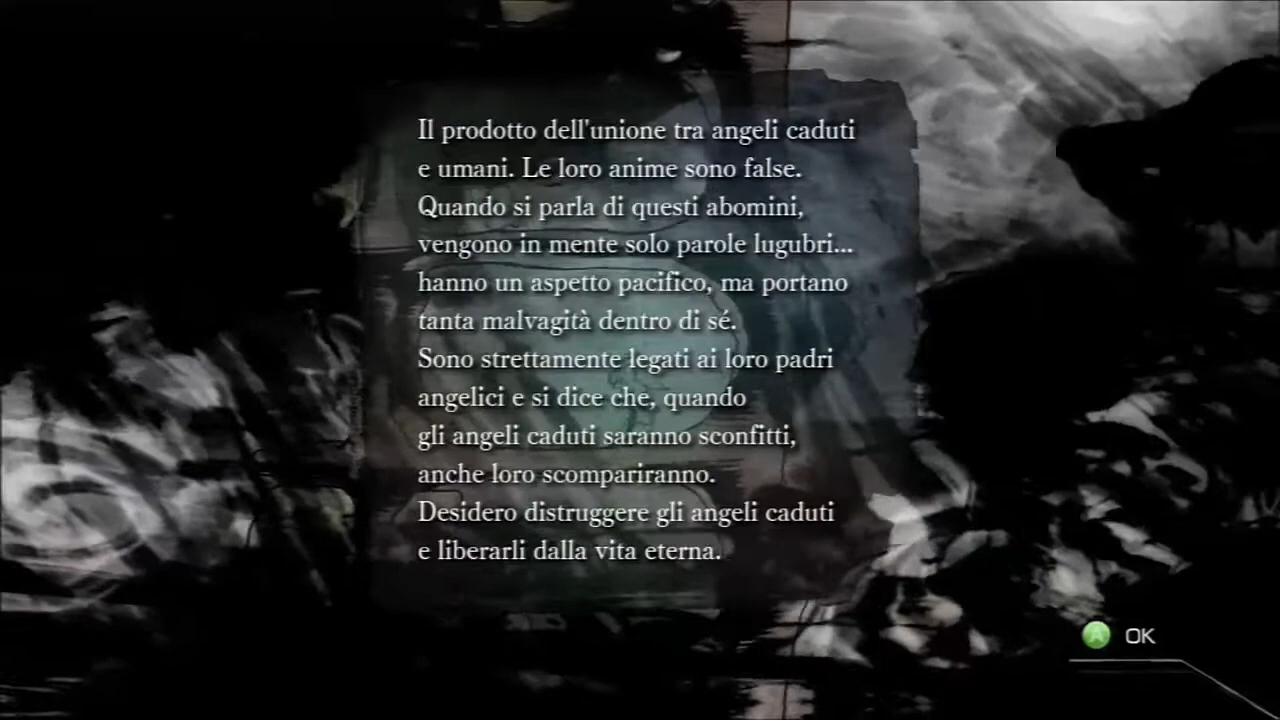 Il prodotto dell'unione tra angeli caduti
e umani. Le loro anime sono false.
Quando si parla di questi abomini,
vengono in mente solo parole lugubri...
hanno un aspetto pacifico, ma portano
tanta malvagità dentro di sé.
Sono strettamente legati ai loro padri
angelici e si dice che, quando
gli angeli caduti saranno sconfitti,
anche loro scompariranno.
Desidero distruggere gli angeli caduti
e liberarli dalla vita eterna.
A OK